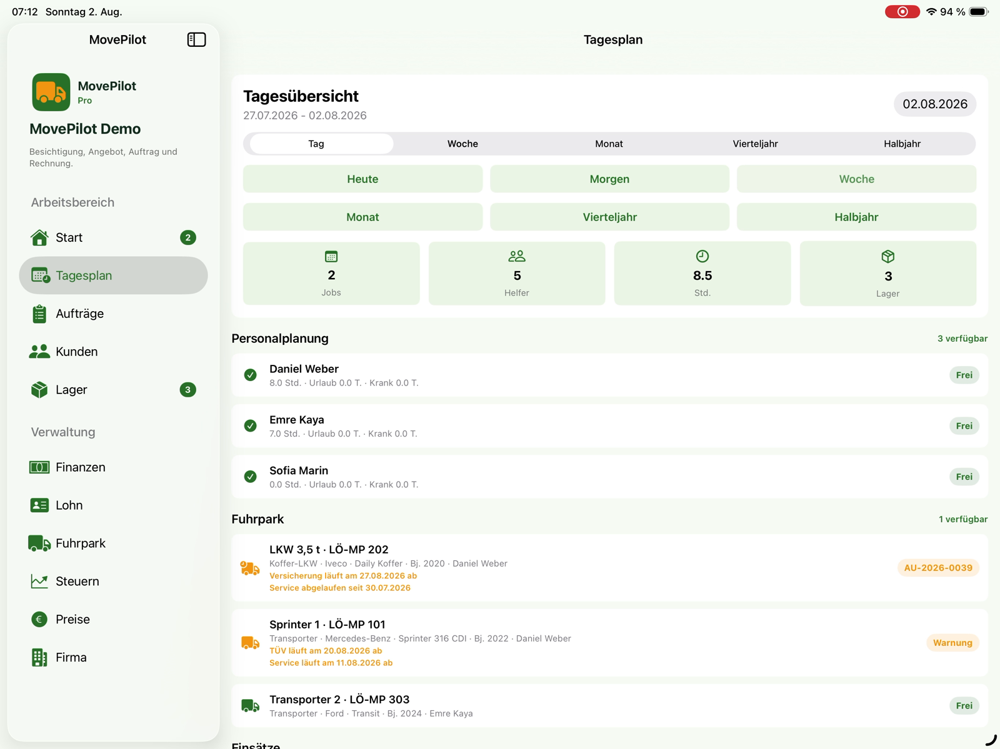 07:12 Sonntag 2. Aug.
94 %
MovePilot
Tagesplan
MovePilot
Pro
MovePilot Demo
Besichtigung, Angebot, Auftrag und
Rechnung.
Arbeitsbereich
Start
2
Tagesplan
Aufträge
Kunden
Lager
3
Verwaltung
Finanzen
Lohn
Fuhrpark
Steuern
Preise
Firma
Tagesübersicht
27.07.2026 - 02.08.2026
02.08.2026
Tag
Woche
Monat
Vierteljahr
Halbjahr
Heute
Morgen
Woche
Monat
Vierteljahr
Halbjahr
2
Jobs
5
Helfer
8.5
Std.
3
Lager
Personalplanung
3 verfügbar
Daniel Weber
8.0 Std. · Urlaub 0.0 T. · Krank 0.0 T.
Frei
Emre Kaya
7.0 Std. · Urlaub 0.0 T. · Krank 0.0 T.
Frei
Sofia Marin
0.0 Std. · Urlaub 0.0 T. · Krank 0.0 T.
Frei
Fuhrpark
1 verfügbar
LKW 3,5 t · LÖ-MP 202
Koffer-LKW · Iveco · Daily Koffer · Bj. 2020 · Daniel Weber
Versicherung läuft am 27.08.2026 ab
Service abgelaufen seit 30.07.2026
AU-2026-0039
Sprinter 1 · LÖ-MP 101
Transporter · Mercedes-Benz · Sprinter 316 CDI · Bj. 2022 · Daniel Weber
TÜV läuft am 20.08.2026 ab
Service läuft am 11.08.2026 ab
Warnung
Transporter 2 · LÖ-MP 303
Transporter · Ford · Transit · Bj. 2024 · Emre Kaya
Frei
Einsätze